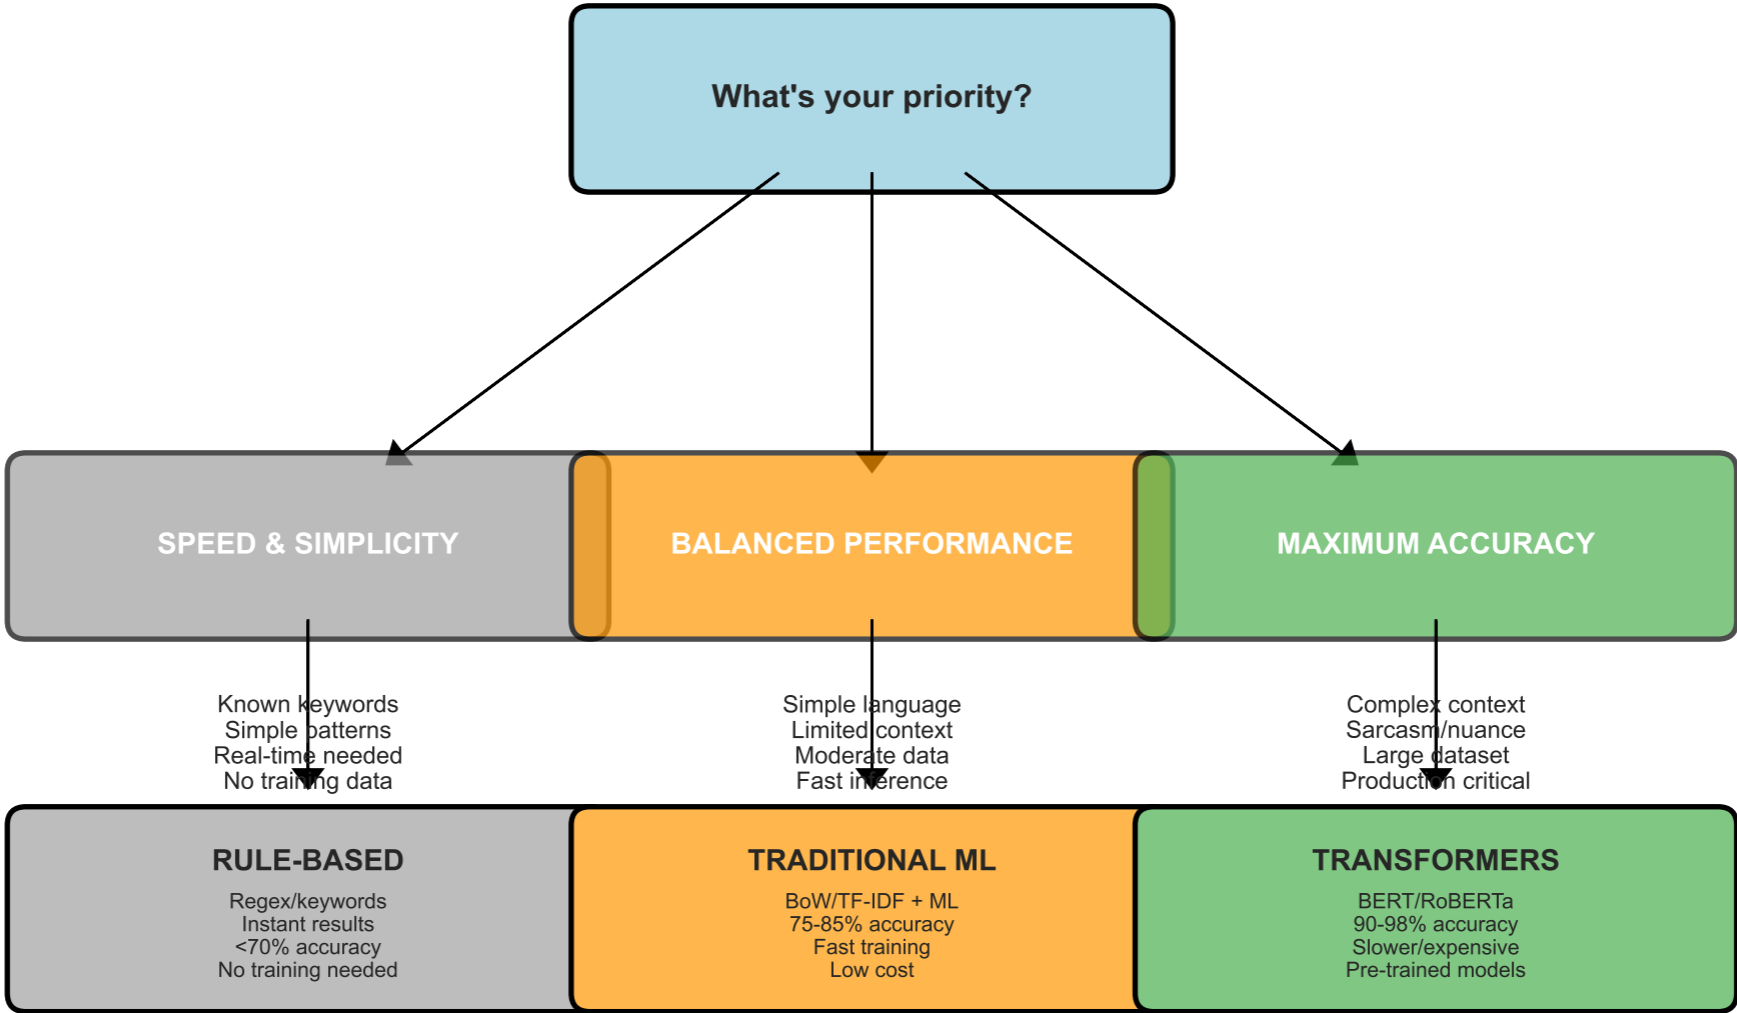 What's your priority?
SPEED & SIMPLICITY
BALANCED PERFORMANCE
MAXIMUM ACCURACY
Known keywords
Simple patterns
Real-time needed
No training data
Simple language
Limited context
Moderate data
Fast inference
Complex context
Sarcasm/nuance
Large dataset
Production critical
RULE-BASED
Regex/keywords
Instant results
<70% accuracy
No training needed
TRADITIONAL ML
BoW/TF-IDF + ML
75-85% accuracy
Fast training
Low cost
TRANSFORMERS
BERT/RoBERTa
90-98% accuracy
Slower/expensive
Pre-trained models